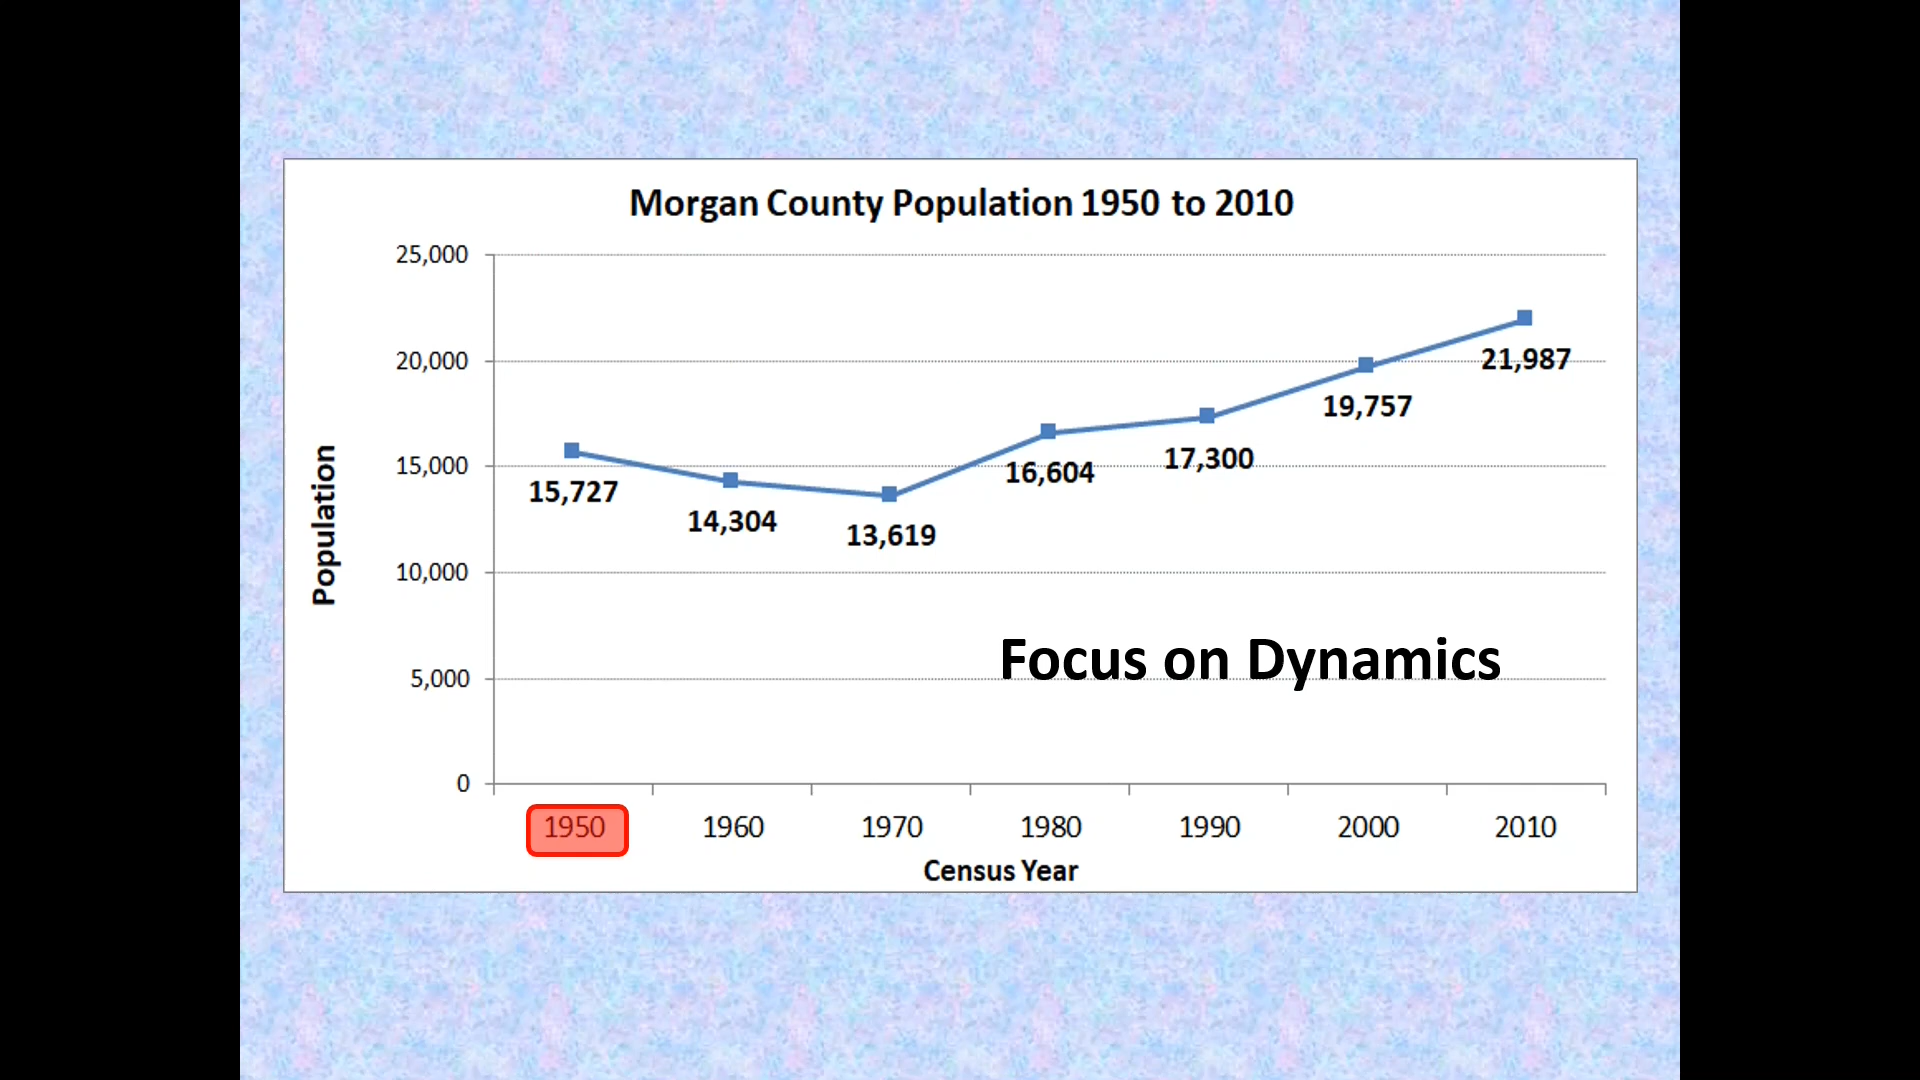 Morgan County Population 1950 to 2010
25,000
20,000
15,000
10,000
5,000
0
Population
15,727
14,304
13,619
16,604
17,300
19,757
21,987
Focus on Dynamics
1950 1960 1970 1980 1990 2000 2010
Census Year